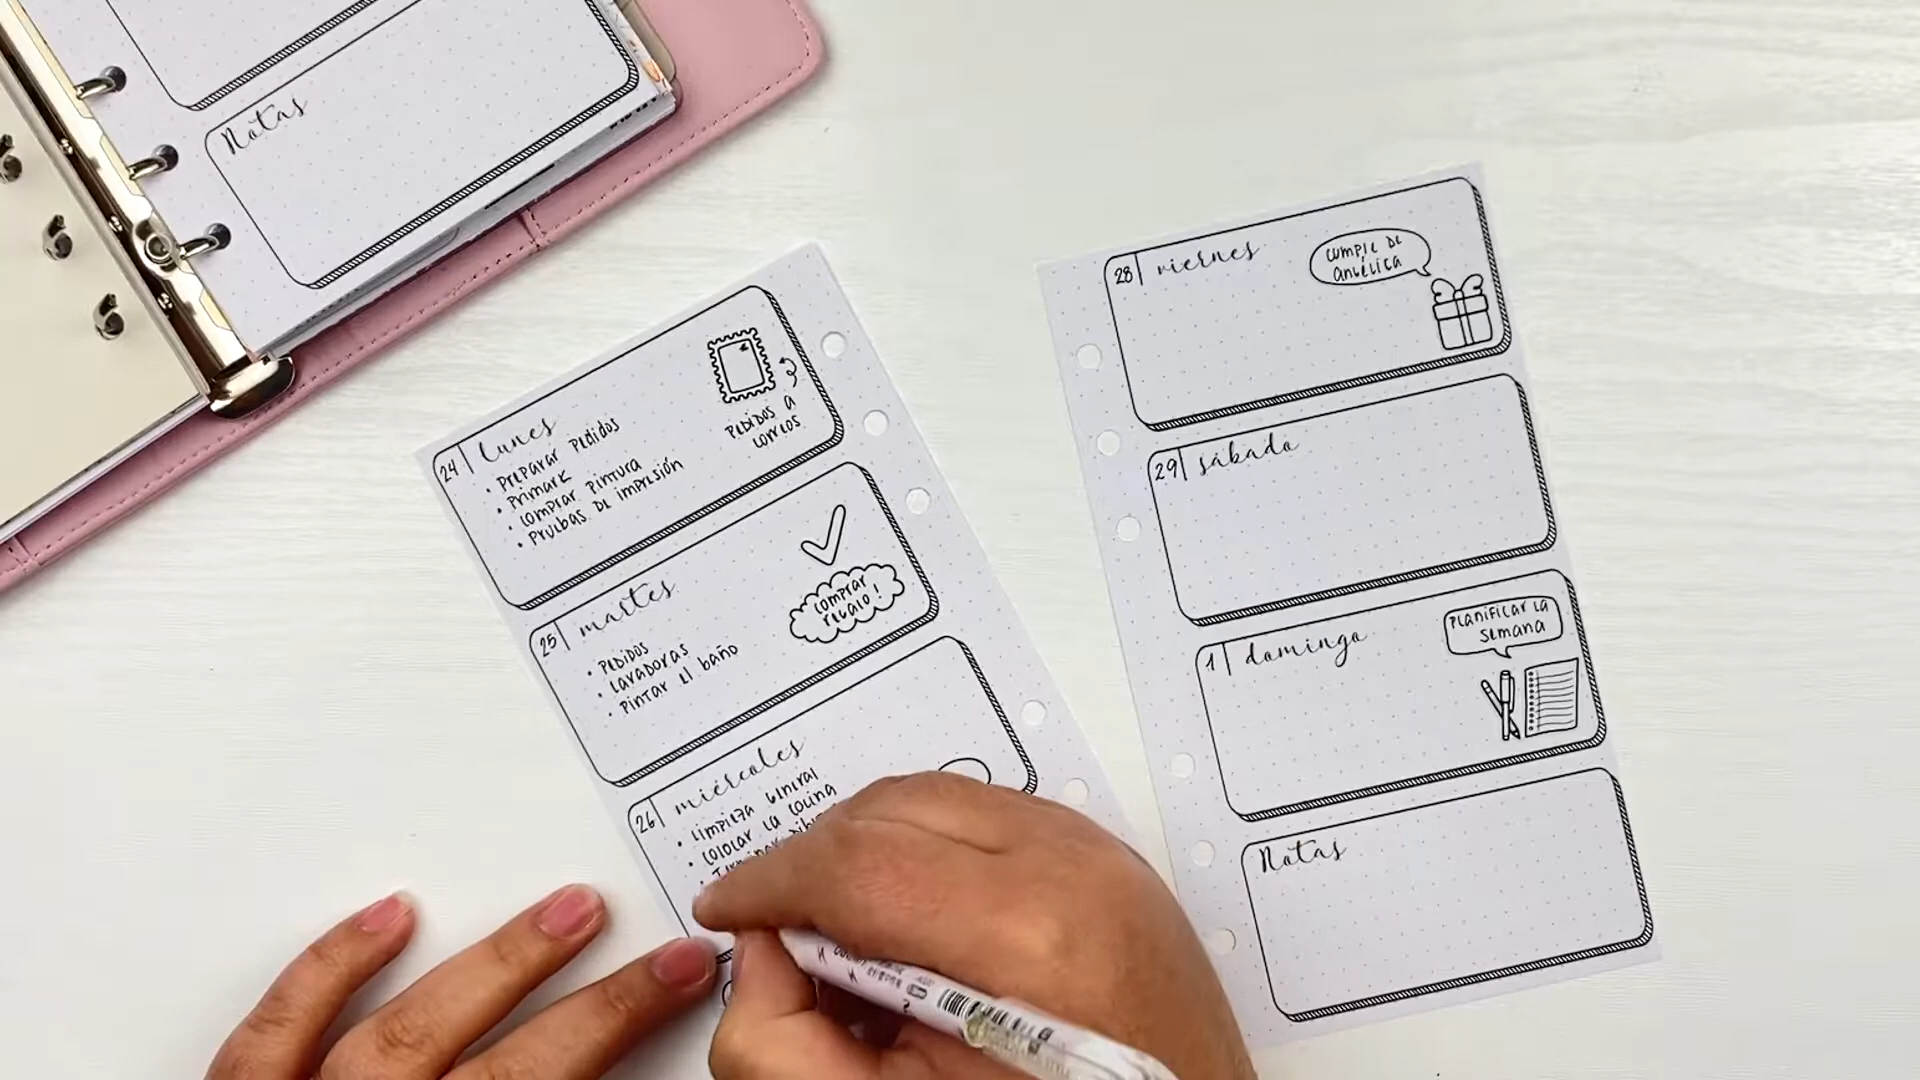 Notas
24 lunes
• Preparar pedidos
• Primark
• Comprar pintura
• Pruebas de impresión
Pedidos a
correos
25 martes
• Pedidos
• Lavadoras
• Pintar el baño
Comprar
regalo!
26 miércoles
• Limpieza general
• Colocar la cocina
28 viernes
Cumple de
Angélica
29 sábado
1 domingo
Planificar la
semana
Notas